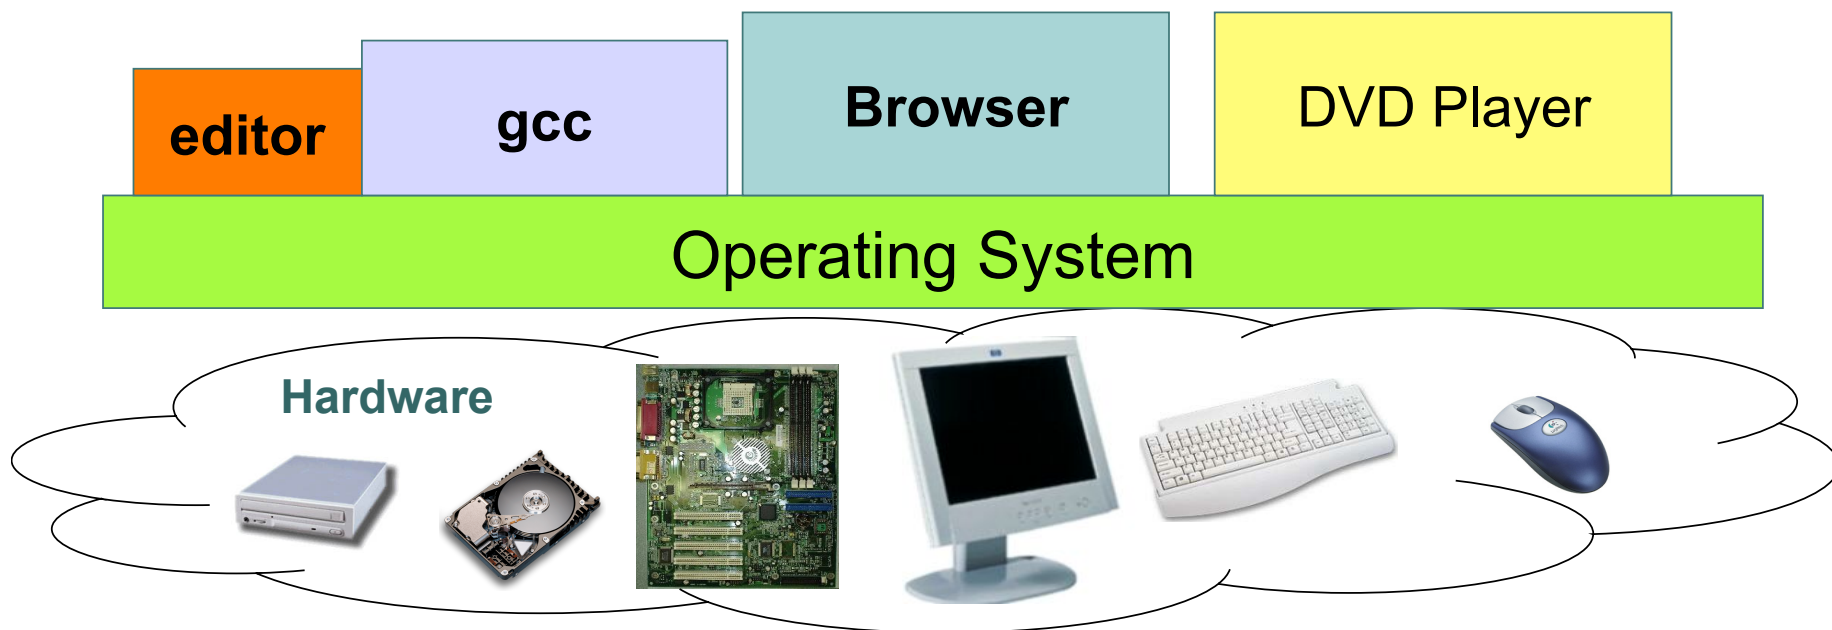 editor
gcc
Browser
DVD Player
Operating System
Hardware